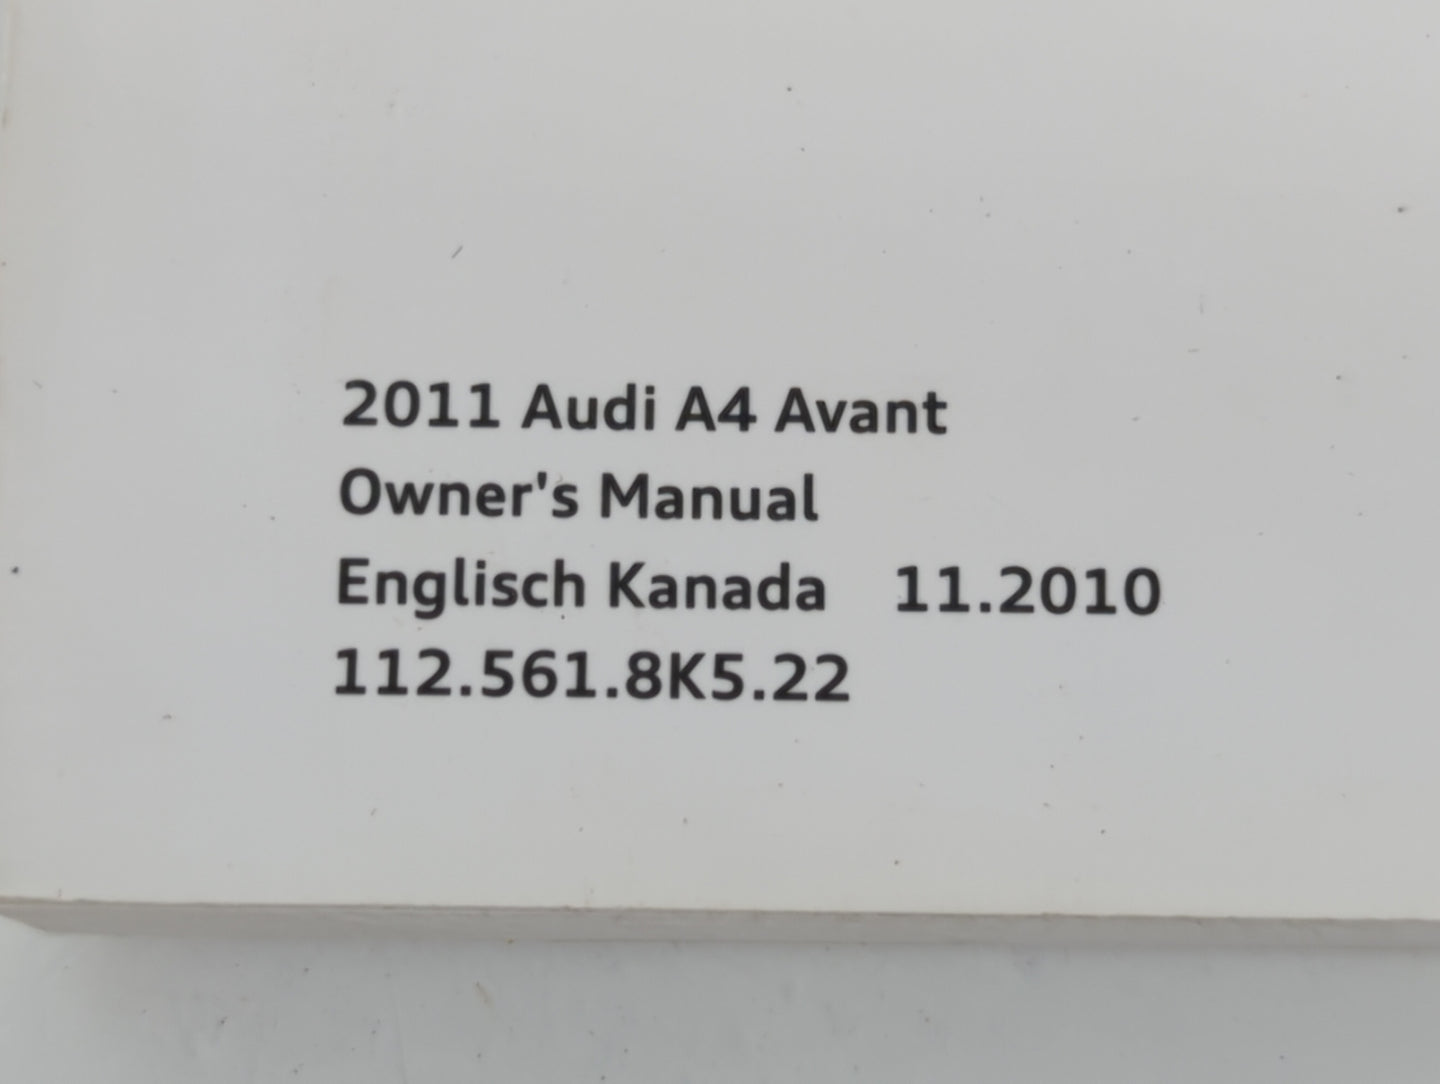 2011 Audi A4 Avant
Owner's Manual
Englisch Kanada 11.2010
112.561.8K5.22